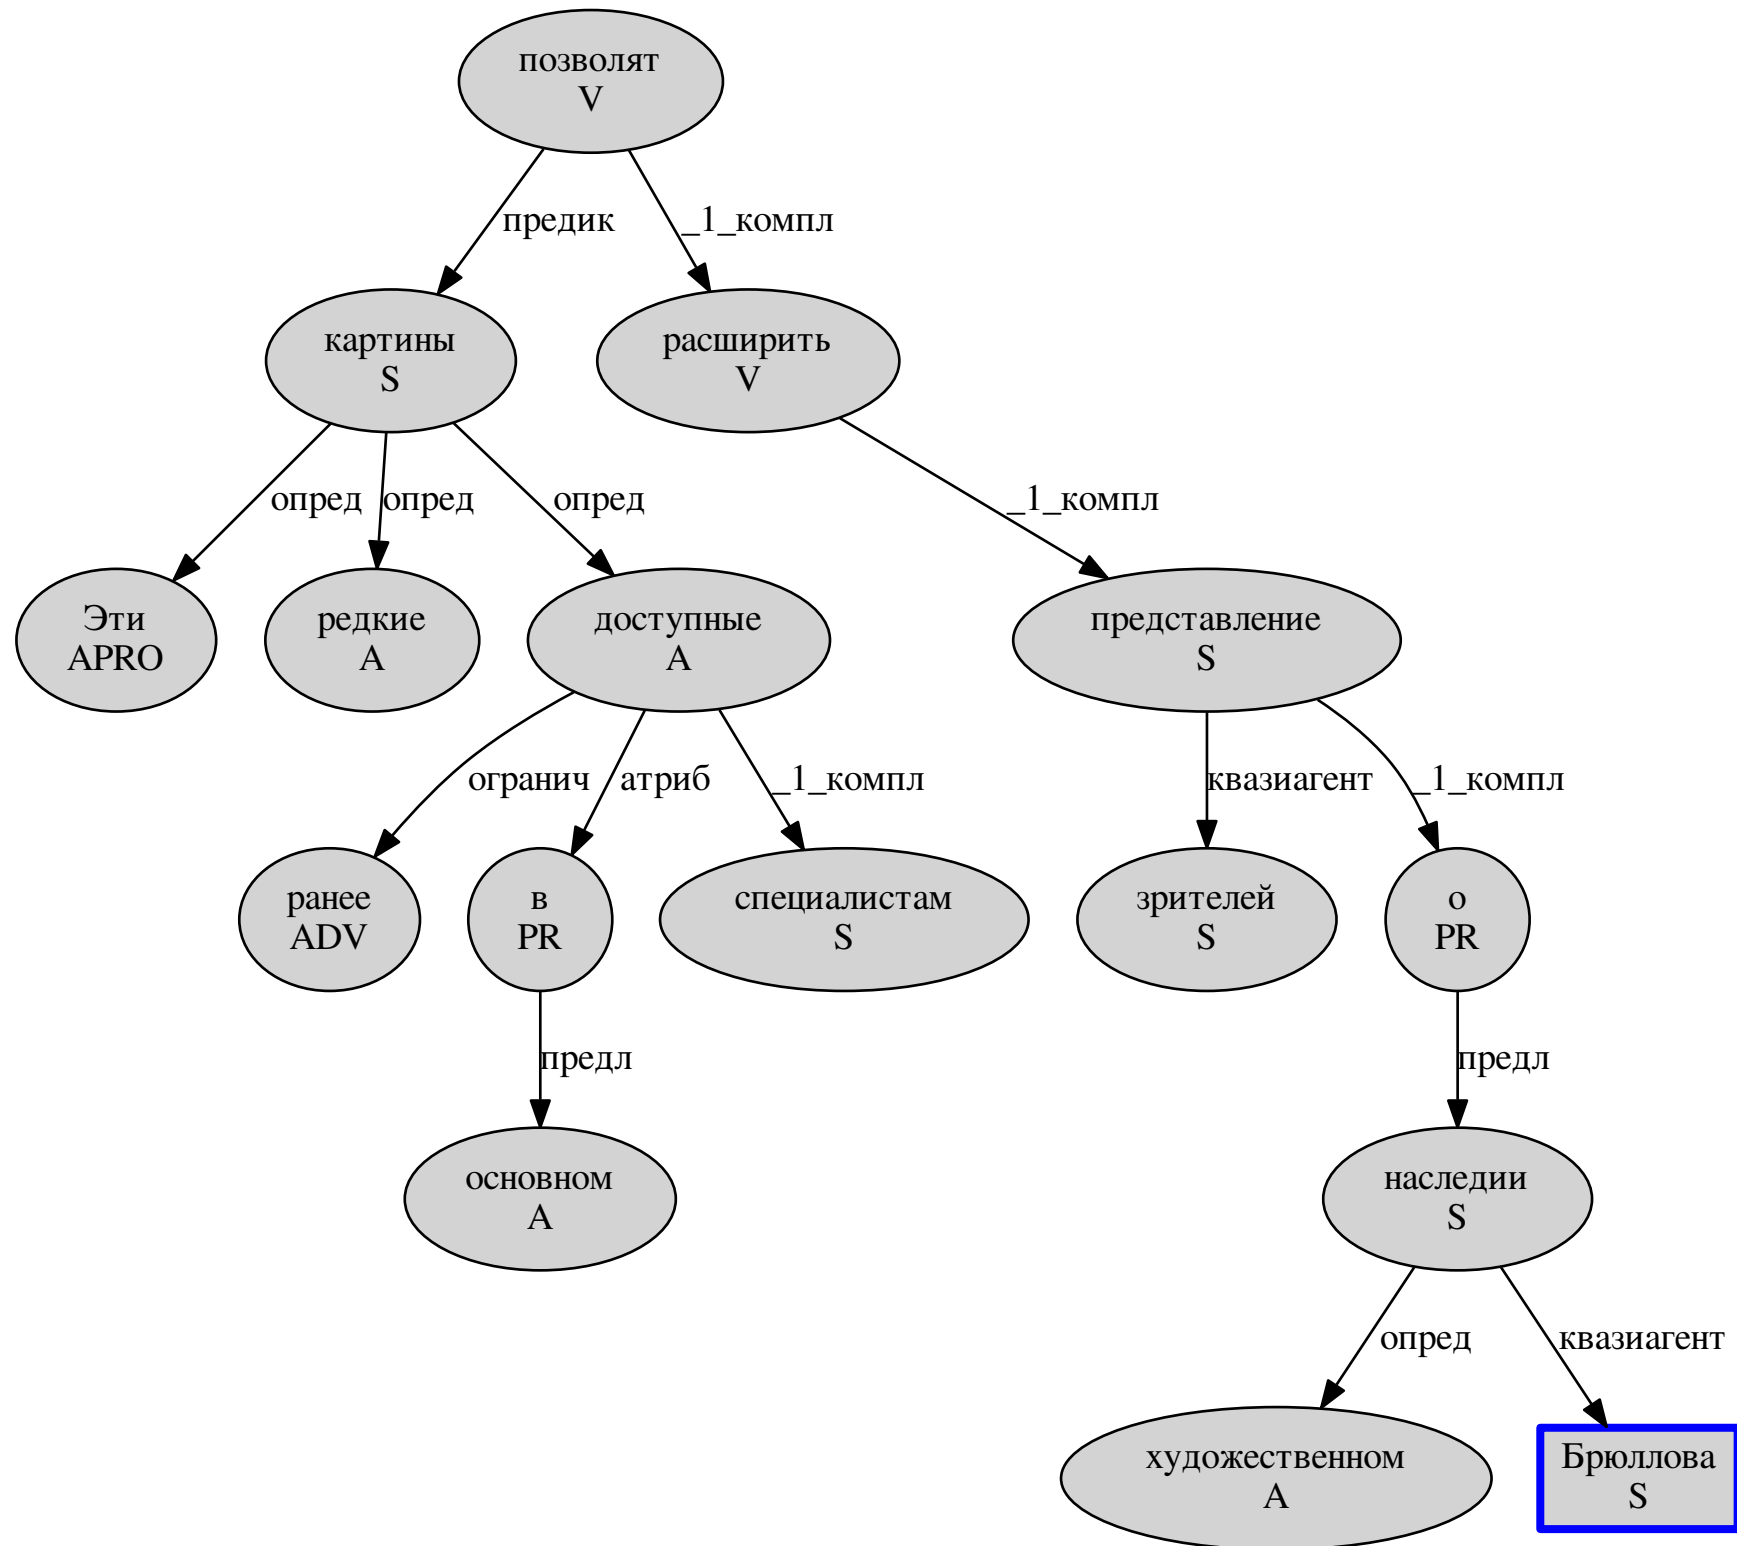 позволят
V
предик
_1_компл
картины
S
расширить
V
опред
опред
опред
_1_компл
Эти
APRO
редкие
A
доступные
A
представление
S
огранич
атриб
_1_компл
квазиагент
_1_компл
ранее
ADV
в
PR
специалистам
S
зрителей
S
о
PR
предл
предл
основном
A
наследии
S
опред
квазиагент
художественном
A
Брюллова
S